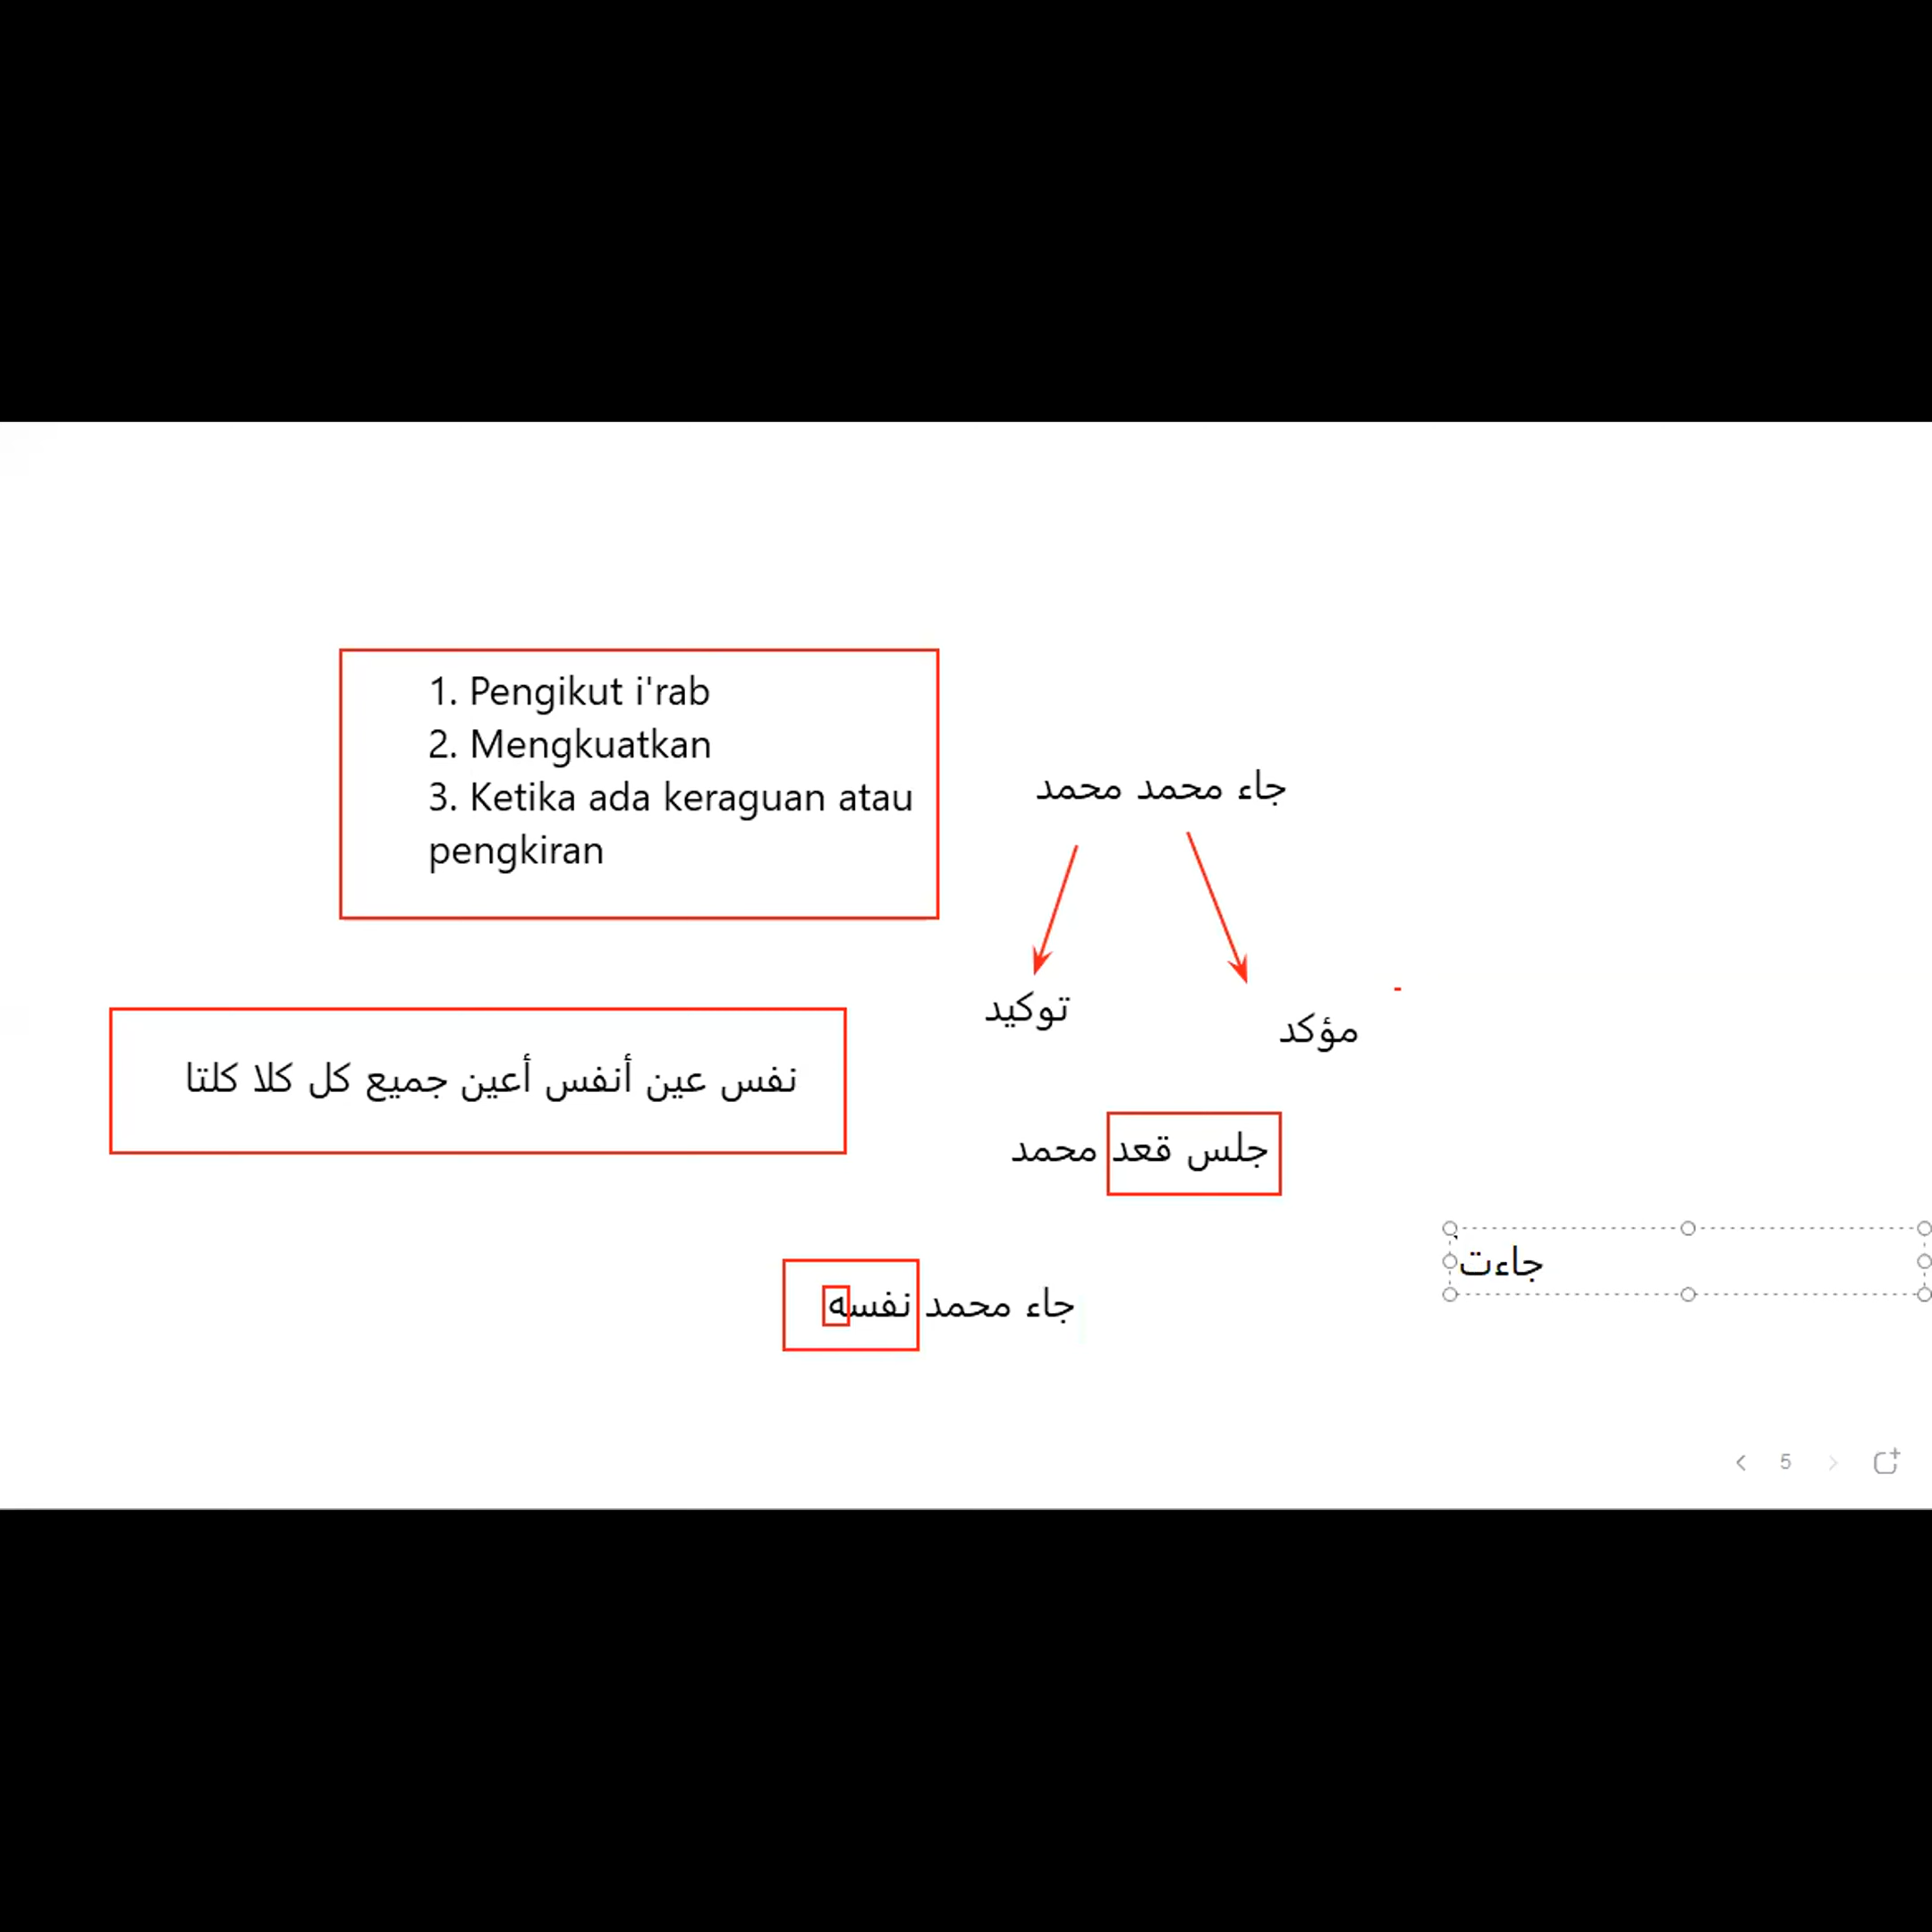 1. Pengikut i'rab
2. Mengkuatkan
3. Ketika ada keraguan atau
pengkiran
جاء محمد محمد
توكيد
مؤكد
نفس عين أنفس أعين جميع كل كلا كلتا
جلس قعد محمد
جاءت
جاء محمد نفسه
5